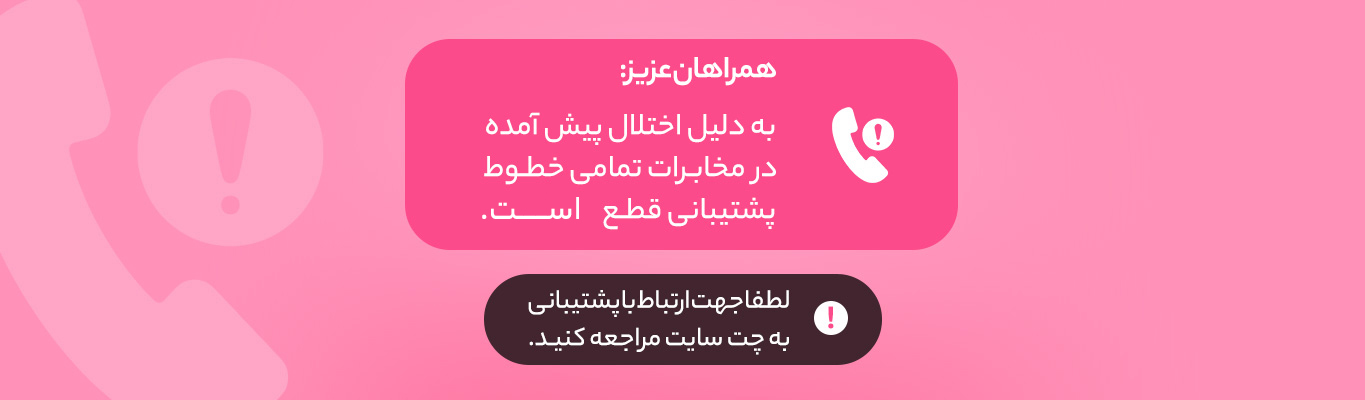 همراهان عزیز:
به دلیل اختلال پیش آمده
در مخابرات تمامی خطوط
پشتیبانی قطع است.
لطفا جهت ارتباط با پشتیبانی
به چت سایت مراجعه کنید.